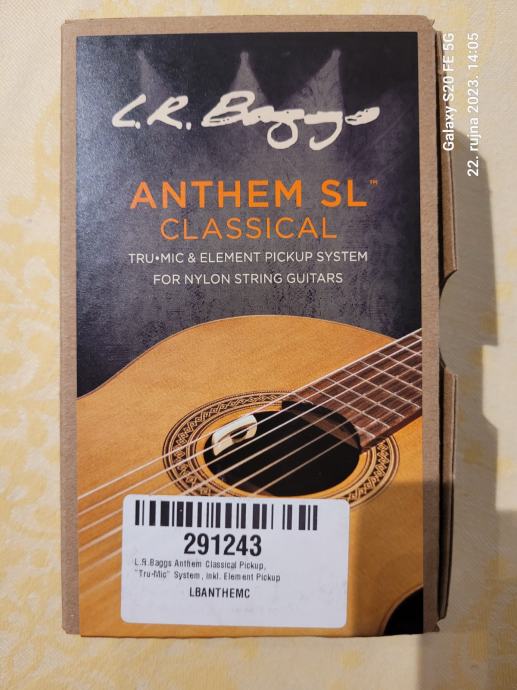 L.R. Baggs
ANTHEM SL™
CLASSICAL
TRU•MIC & ELEMENT PICKUP SYSTEM
FOR NYLON STRING GUITARS
291243
L.R.Baggs Anthem Classical Pickup,
"Tru-Mic" System, inkl. Element Pickup
LBANTHEMC
Galaxy S20 FE 5G
22. rujna 2023. 14:05